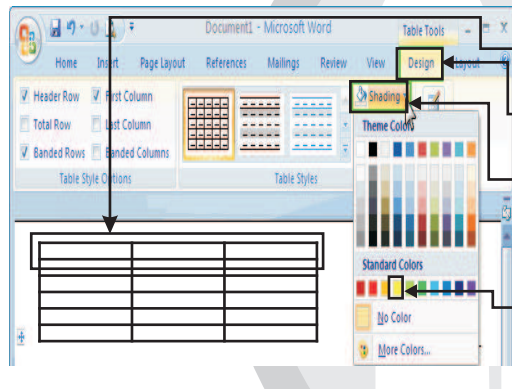 Document1 - Microsoft Word Table Tools
Home Insert Page Layout References Mailings Review View Design Layout
Header Row First Column Shading
Total Row Last Column Theme Colors
Banded Rows Banded Columns
Table Style Options Table Styles
Standard Colors
No Color
More Colors...